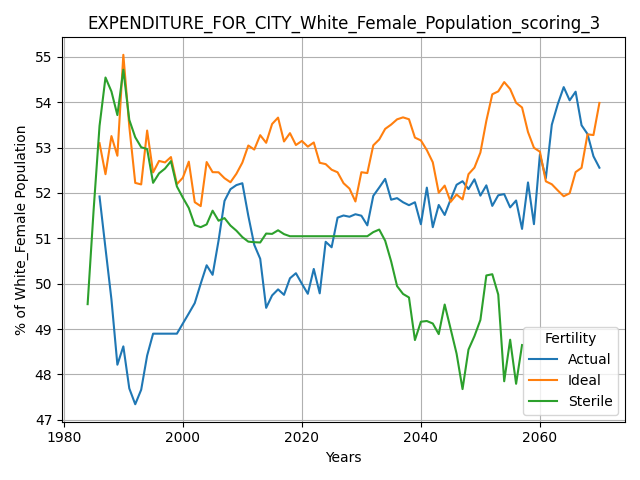 EXPENDITURE_FOR_CITY_White_Female_Population_scoring_3
% of White_Female Population
55
54
53
52
51
50
49
48
47
1980
2000
2020
2040
2060
Years
Fertility
Actual
Ideal
Sterile